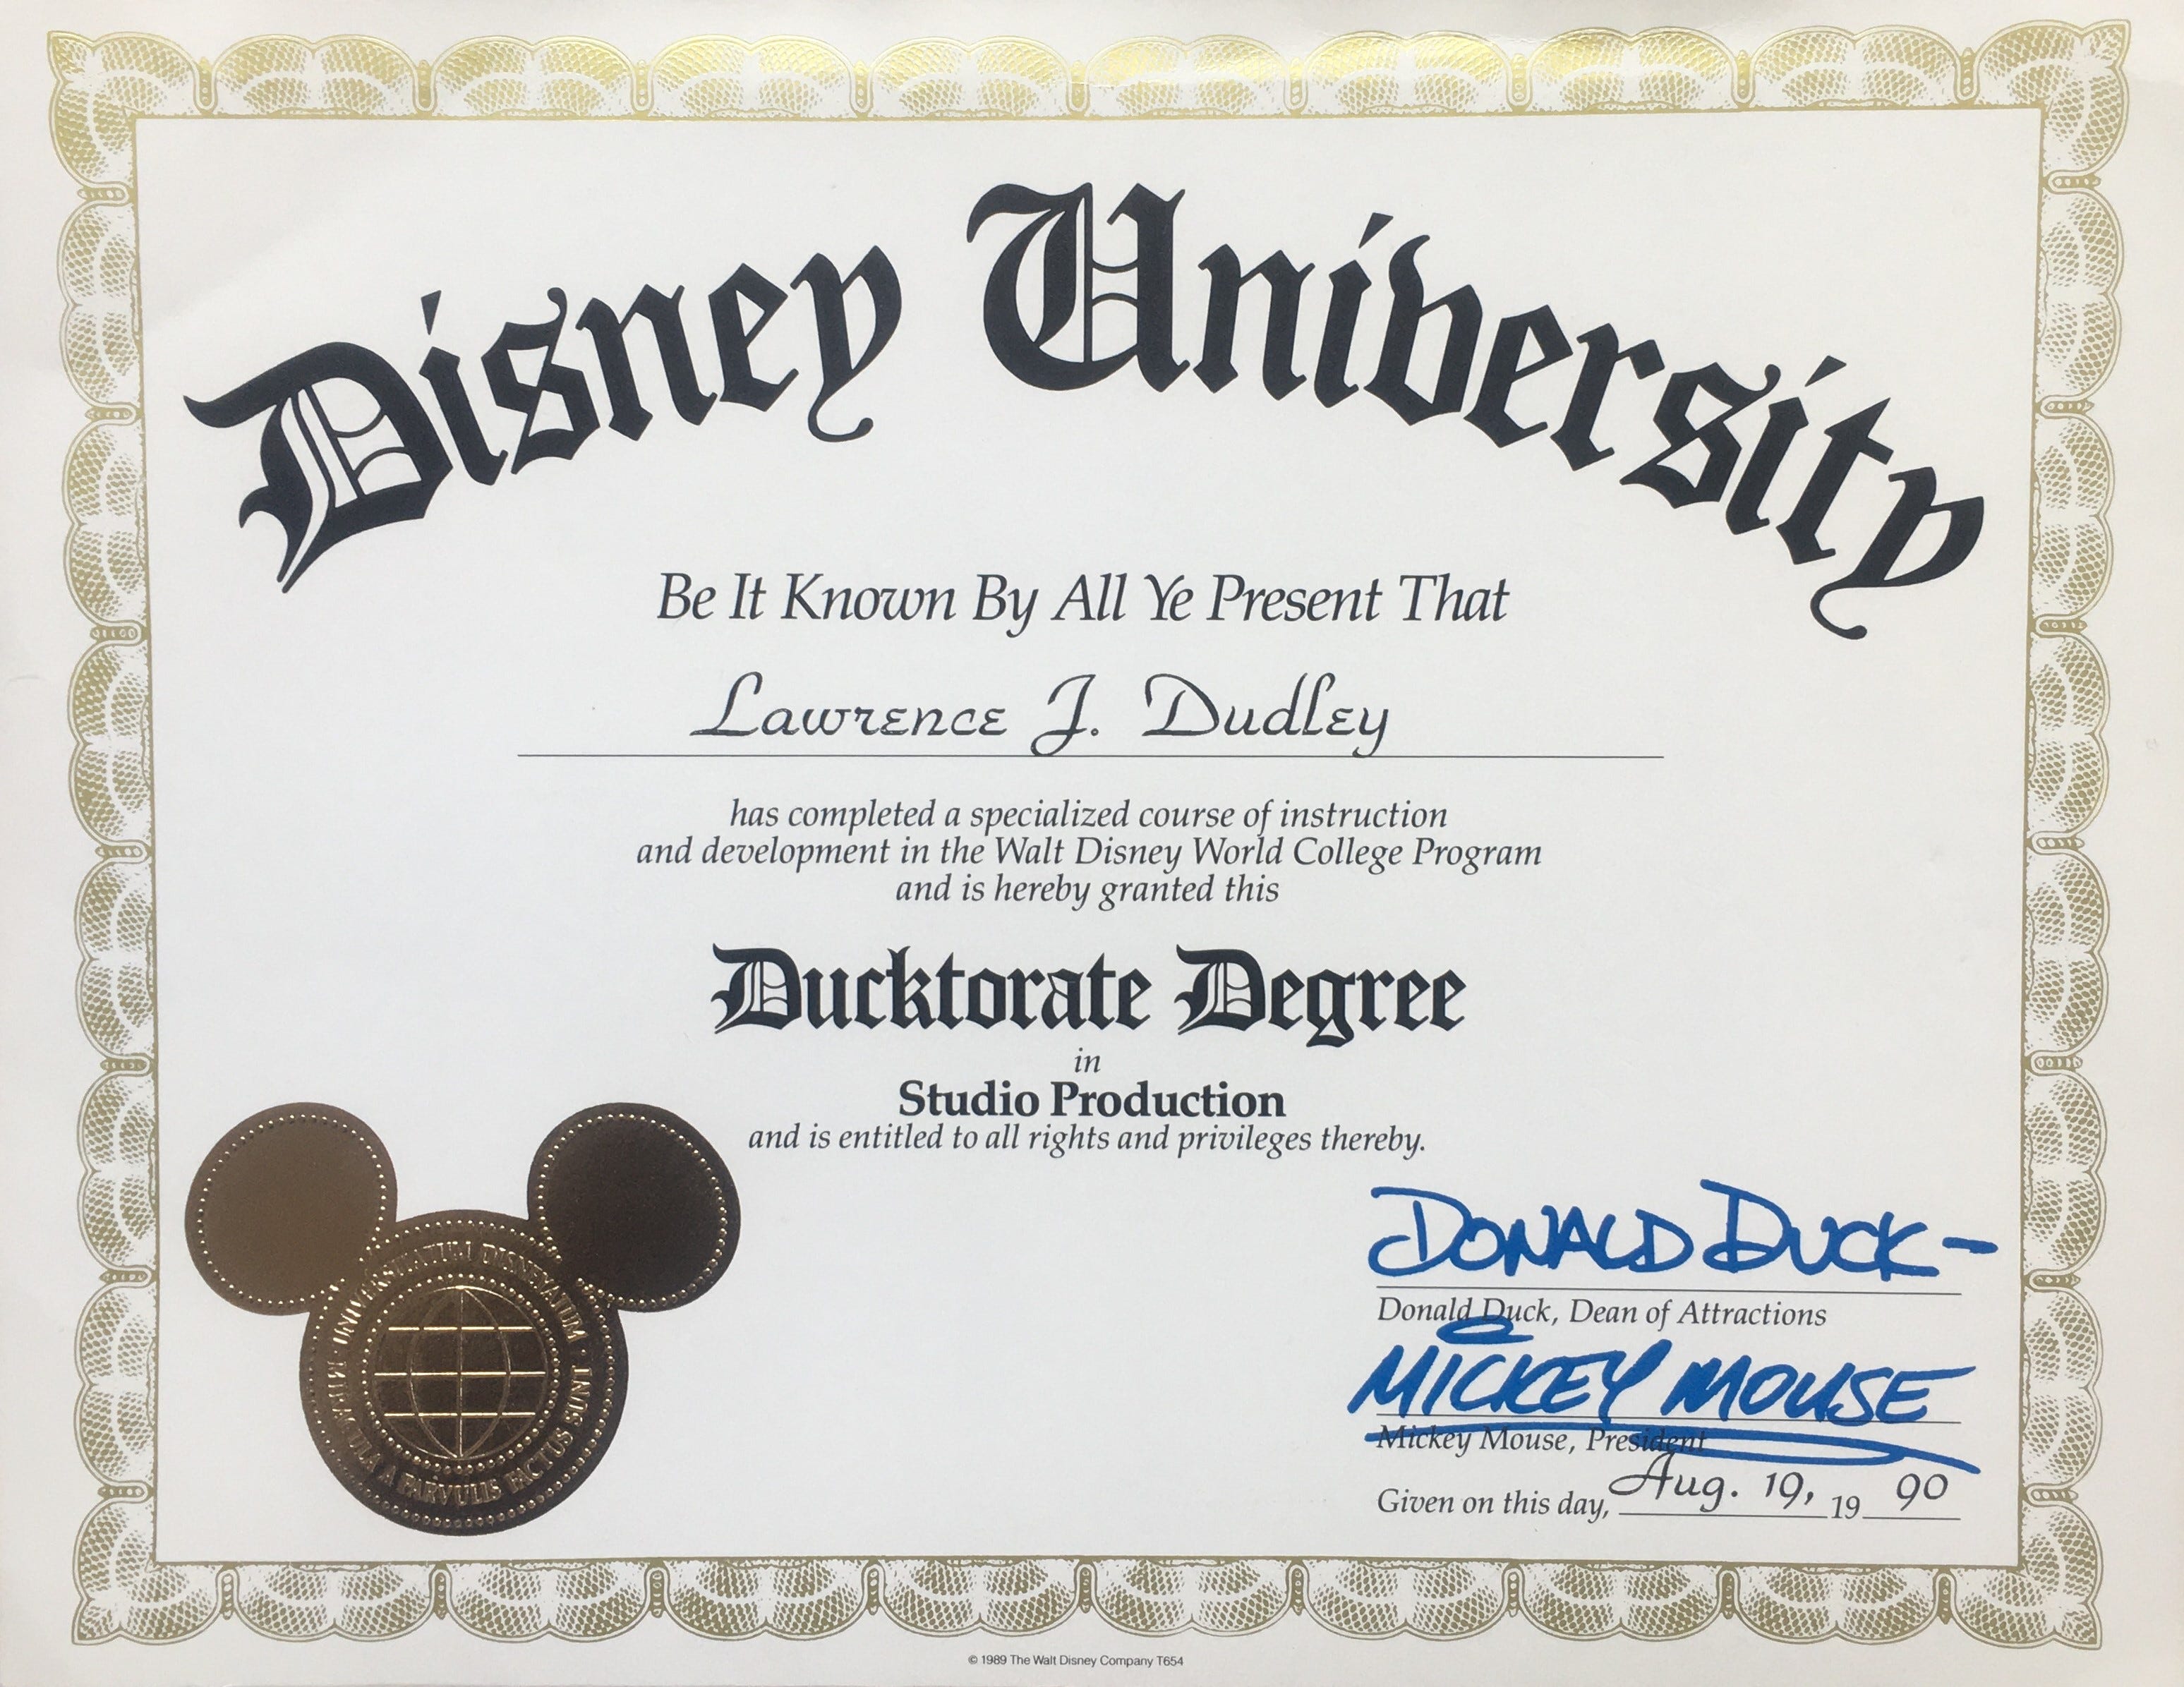 Disney University
Be It Known By All Ye Present That
Lawrence J. Dudley
has completed a specialized course of instruction
and development in the Walt Disney World College Program
and is hereby granted this
Ducktorate Degree
in
Studio Production
and is entitled to all rights and privileges thereby.
A PARVULIS FACTUS SUNT
DONALD DUCK
Donald Duck, Dean of Attractions
MICKEY MOUSE
Mickey Mouse, President
Given on this day, Aug. 19, 19 90
© 1989 The Walt Disney Company T654